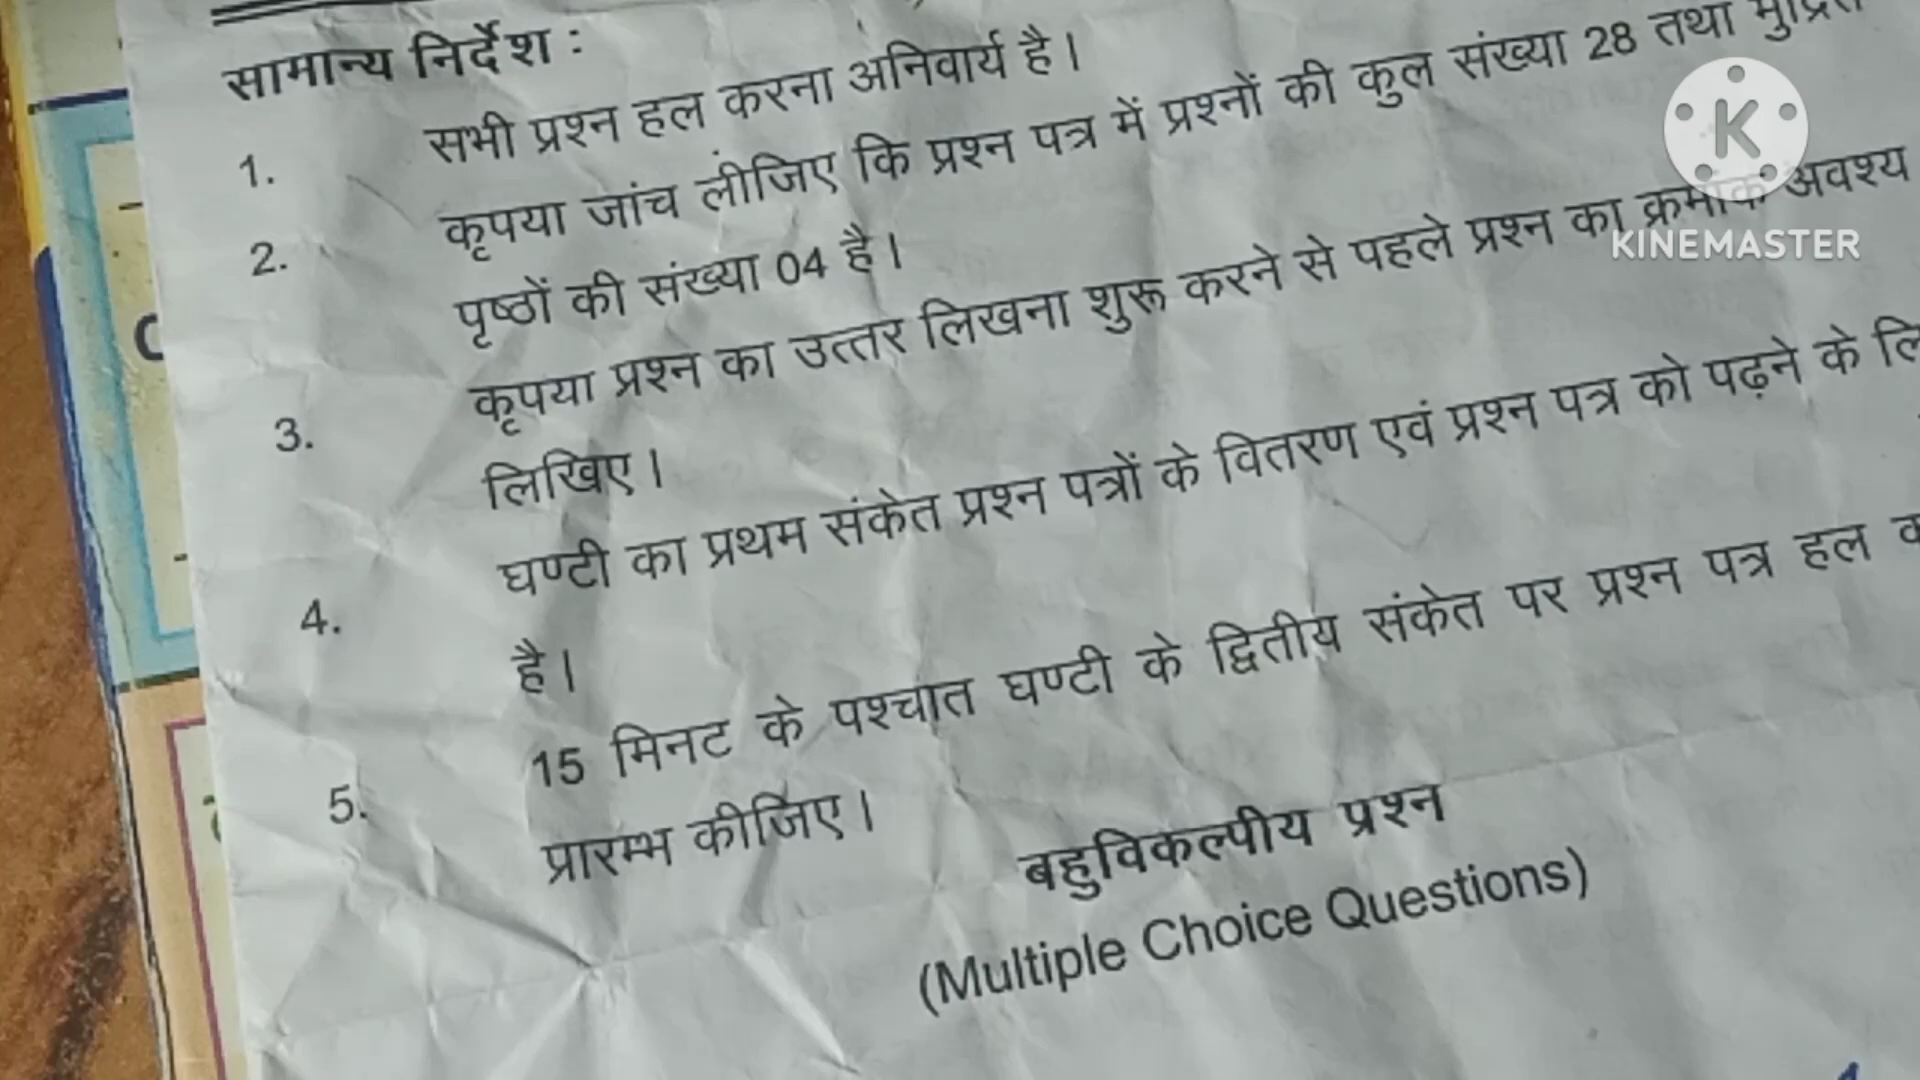 सामान्य निर्देश :
1. सभी प्रश्न हल करना अनिवार्य है।
2. कृपया जांच लीजिए कि प्रश्न पत्र में प्रश्नों की कुल संख्या 28 तथा मुद्रित
पृष्ठों की संख्या 04 है।
3. कृपया प्रश्न का उत्तर लिखना शुरू करने से पहले प्रश्न का क्रमांक अवश्य
लिखिए।
4. घण्टी का प्रथम संकेत प्रश्न पत्रों के वितरण एवं प्रश्न पत्र को पढ़ने के
है।
5. 15 मिनट के पश्चात घण्टी के द्वितीय संकेत पर प्रश्न पत्र हल
प्रारम्भ कीजिए।
बहुविकल्पीय प्रश्न
(Multiple Choice Questions)
K
KINEMASTER